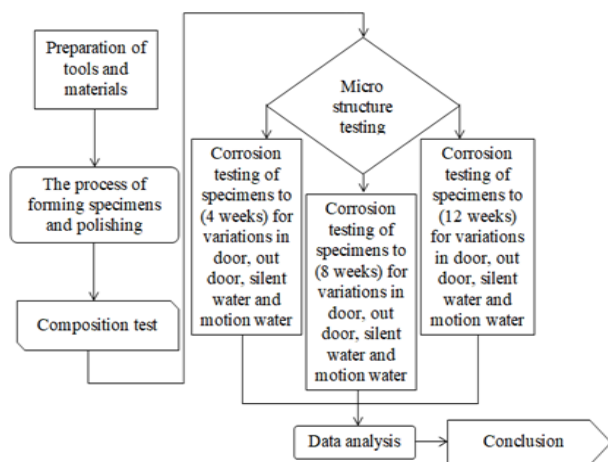 Preparation of
tools and
materials
The process of
forming specimens
and polishing
Composition test
Micro
structure
testing
Corrosion
testing of
specimens to
(4 weeks) for
variations in
door, out
door, silent
water and
motion water
Corrosion
testing of
specimens to
(8 weeks) for
variations in
door, out
door, silent
water and
motion water
Corrosion
testing of
specimens to
(12 weeks)
for variations
in door, out
door, silent
water and
motion water
Data analysis
Conclusion